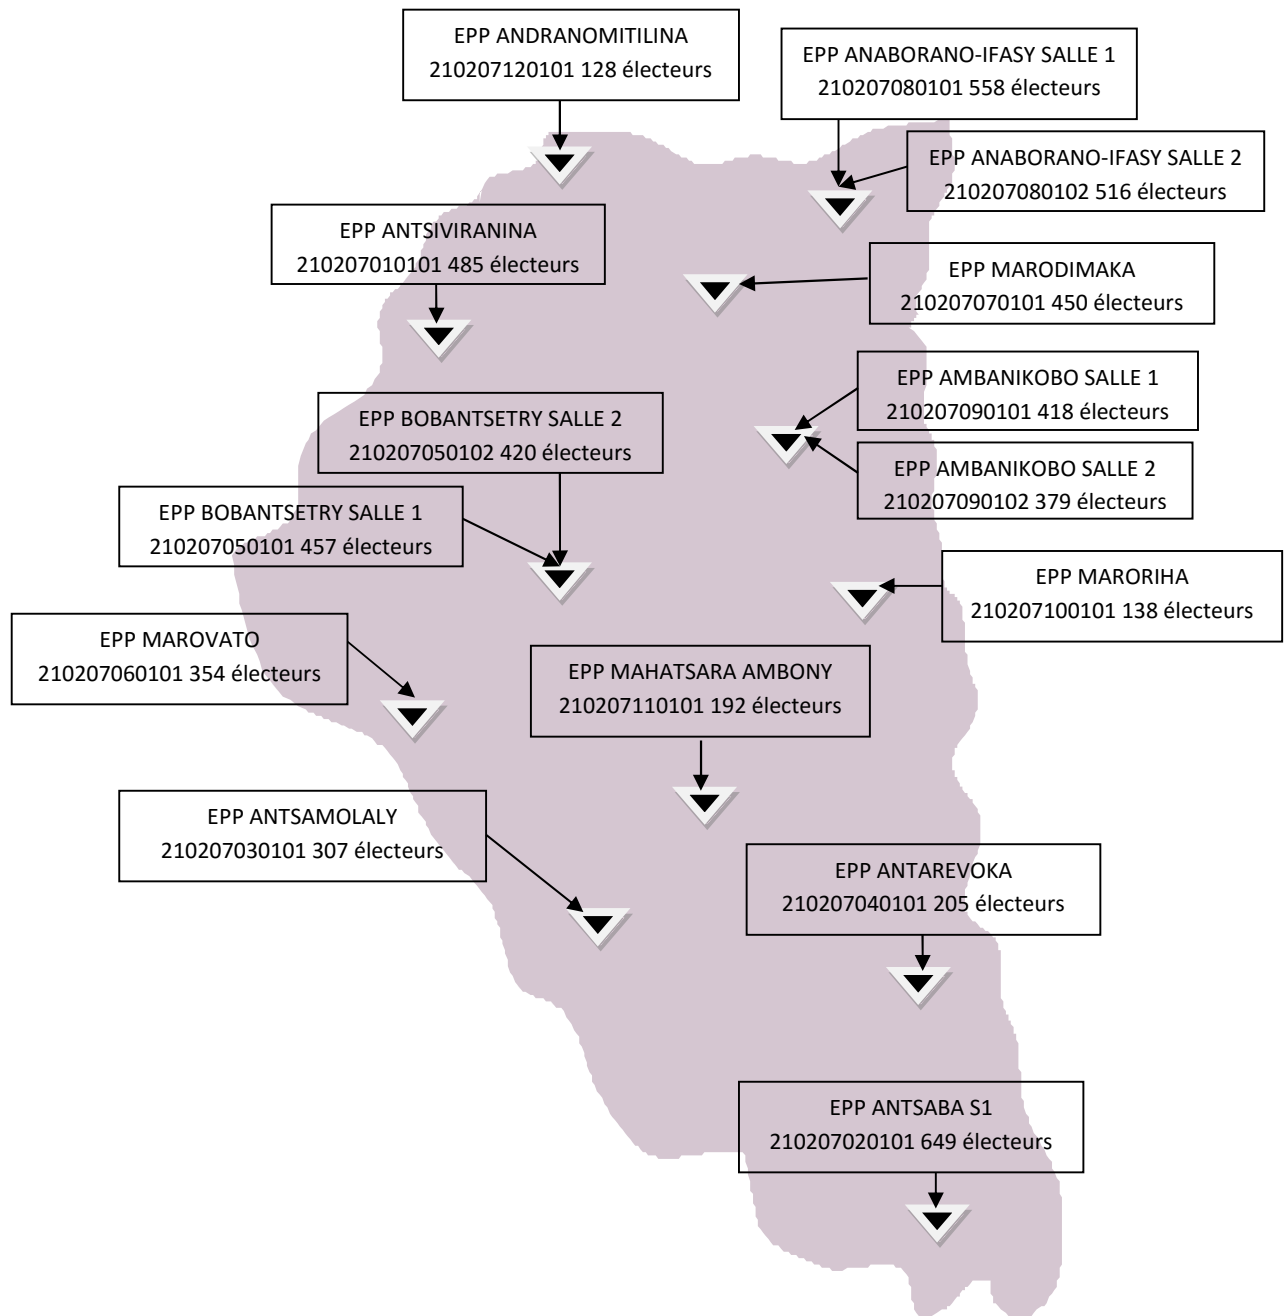 EPP ANDRANOMITILINA
210207120101 128 électeurs
EPP ANABORANO-IFASY SALLE 1
210207080101 558 électeurs
EPP ANABORANO-IFASY SALLE 2
210207080102 516 électeurs
EPP ANTSIVIRANINA
210207010101 485 électeurs
EPP MARODIMAKA
210207070101 450 électeurs
EPP AMBANIKOBO SALLE 1
210207090101 418 électeurs
EPP BOBANTSETRY SALLE 2
210207050102 420 électeurs
EPP AMBANIKOBO SALLE 2
210207090102 379 électeurs
EPP BOBANTSETRY SALLE 1
210207050101 457 électeurs
EPP MARORIHA
210207100101 138 électeurs
EPP MAROVATO
210207060101 354 électeurs
EPP MAHATSARA AMBONY
210207110101 192 électeurs
EPP ANTSAMOLALY
210207030101 307 électeurs
EPP ANTAREVOKA
210207040101 205 électeurs
EPP ANTSABA S1
210207020101 649 électeurs